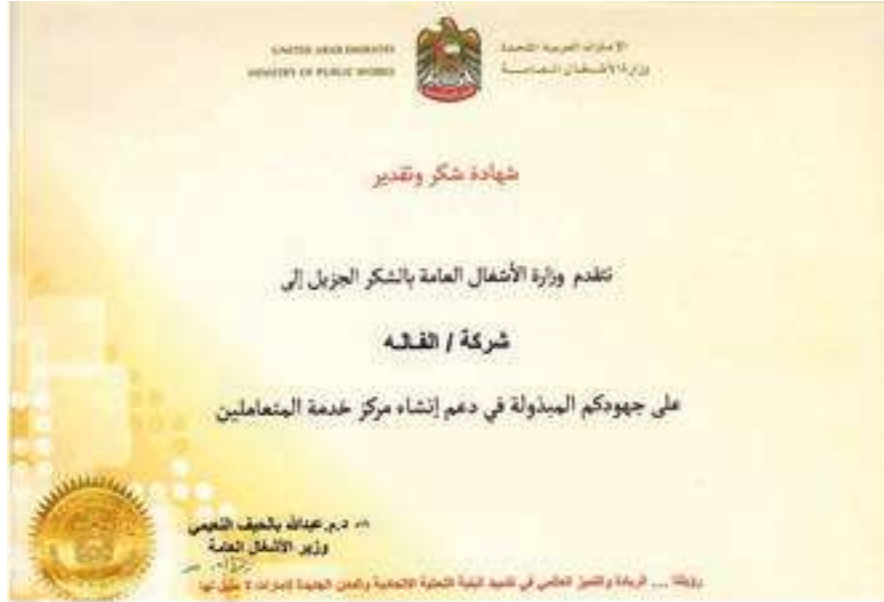 UNITED ARAB EMIRATES
MINISTRY OF PUBLIC WORKS
الإمارات العربية المتحدة
وزارة الأشغال العامة
شهادة شكر وتقدير
تتقدم وزارة الأشغال العامة بالشكر الجزيل إلى
شركة / الفاله
على جهودكم المبذولة في دعم إنشاء مركز خدمة المتعاملين
عبدالله بالحيف النعيمي
وزير الأشغال العامة
رؤيتنا ... الريادة والتميز العالمي في تشييد البنية التحتية الاتحادية والمدن الجديدة لإمارات لا مثيل لها